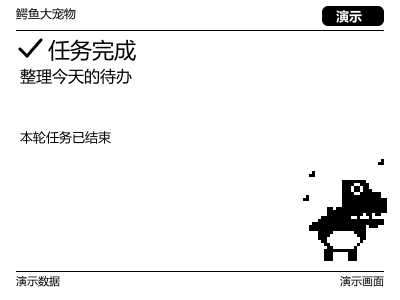 鳄鱼大宠物 演示
任务完成
整理今天的待办
本轮任务已结束
演示数据 演示画面